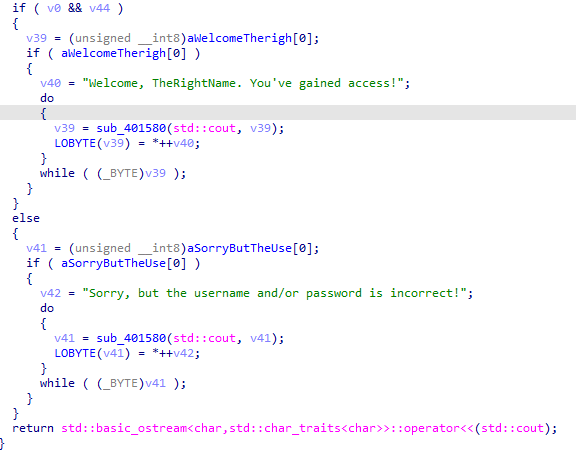 if ( v0 && v44 )
{
v39 = (unsigned __int8)aWelcomeTherigh[0];
if ( aWelcomeTherigh[0] )
{
v40 = "Welcome, TheRightName. You've gained access!";
do
{
v39 = sub_401580(std::cout, v39);
LOBYTE(v39) = *++v40;
}
while ( (_BYTE)v39 );
}
}
else
{
v41 = (unsigned __int8)aSorryButTheUse[0];
if ( aSorryButTheUse[0] )
{
v42 = "Sorry, but the username and/or password is incorrect!";
do
{
v41 = sub_401580(std::cout, v41);
LOBYTE(v41) = *++v42;
}
while ( (_BYTE)v41 );
}
}
return std::basic_ostream<char,std::char_traits<char>>::operator<<(std::cout);
}